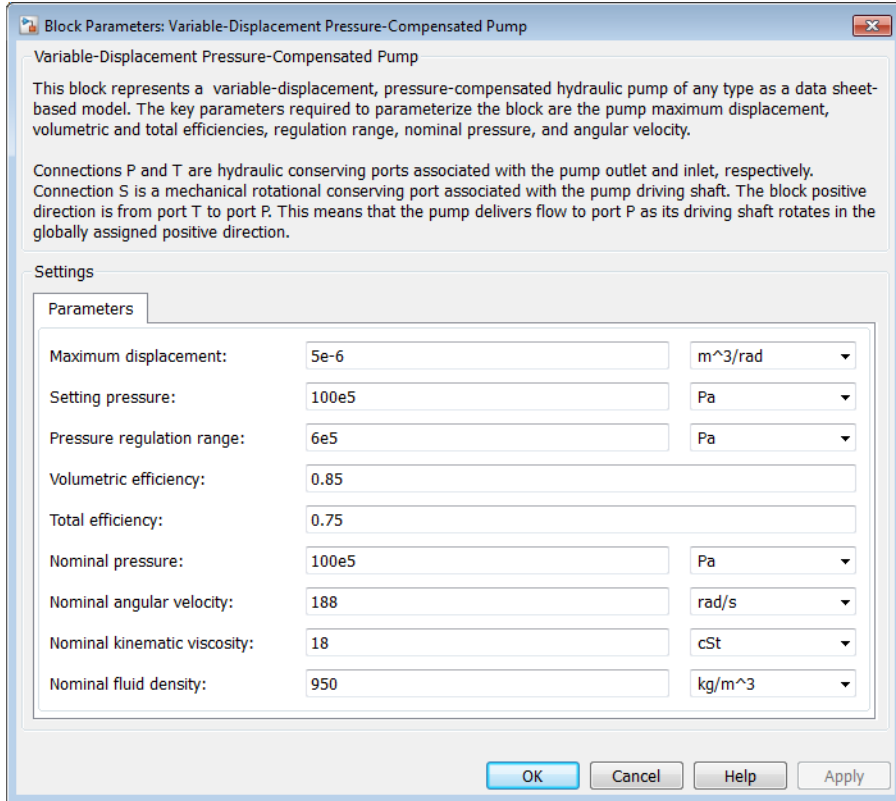 Block Parameters: Variable-Displacement Pressure-Compensated Pump
Variable-Displacement Pressure-Compensated Pump
This block represents a  variable-displacement, pressure-compensated hydraulic pump of any type as a data sheet-
based model. The key parameters required to parameterize the block are the pump maximum displacement,
volumetric and total efficiencies, regulation range, nominal pressure, and angular velocity.
Connections P and T are hydraulic conserving ports associated with the pump outlet and inlet, respectively.
Connection S is a mechanical rotational conserving port associated with the pump driving shaft. The block positive
direction is from port T to port P. This means that the pump delivers flow to port P as its driving shaft rotates in the
globally assigned positive direction.
Settings
Parameters
Maximum displacement: 5e-6 m^3/rad
Setting pressure: 100e5 Pa
Pressure regulation range: 6e5 Pa
Volumetric efficiency: 0.85
Total efficiency: 0.75
Nominal pressure: 100e5 Pa
Nominal angular velocity: 188 rad/s
Nominal kinematic viscosity: 18 cSt
Nominal fluid density: 950 kg/m^3
OK Cancel Help Apply